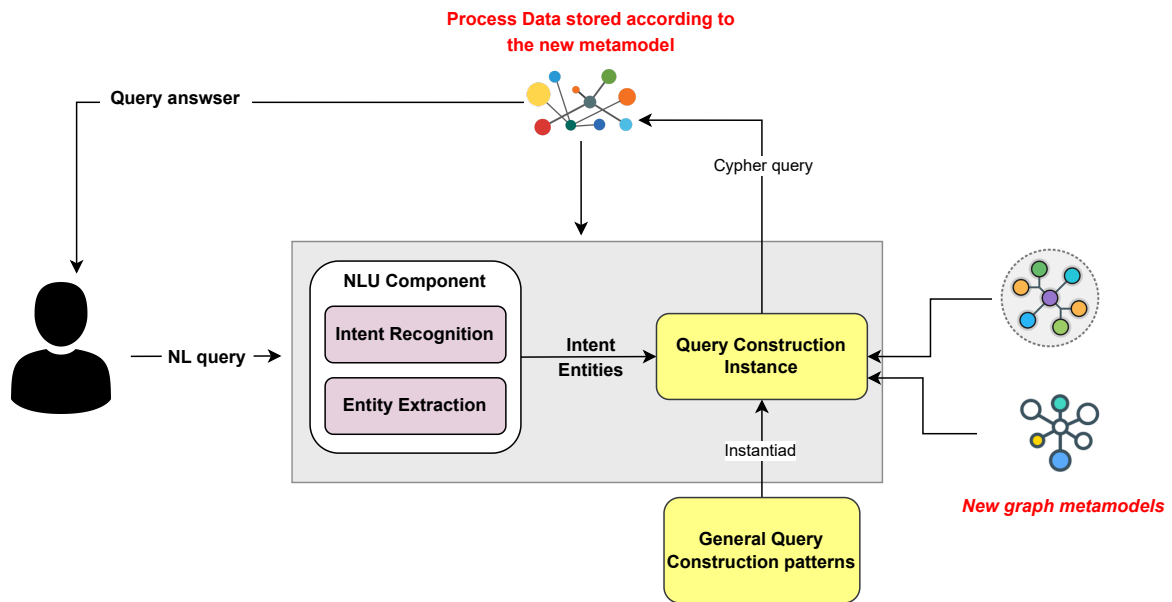 Process Data stored according to
the new metamodel
Query answser
Cypher query
NLU Component
Intent Recognition
Entity Extraction
NL query
Intent
Entities
Query Construction
Instance
Instantiad
General Query
Construction patterns
New graph metamodels